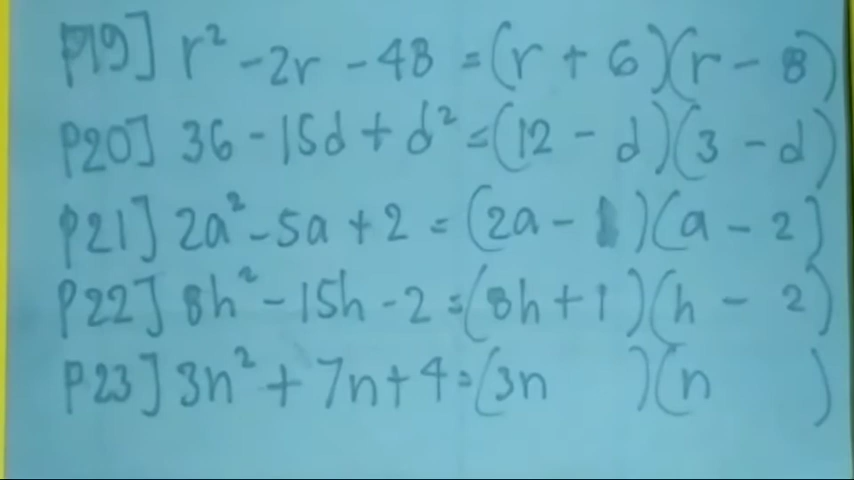 P19] r² - 2r - 48 = (r + 6)(r - 8)
P20] 36 - 15d + d² = (12 - d)(3 - d)
P21] 2a² - 5a + 2 = (2a - 1)(a - 2)
P22] 8h² - 15h - 2 = (8h + 1)(h - 2)
P23] 3n² + 7n + 4 = (3n )(n )